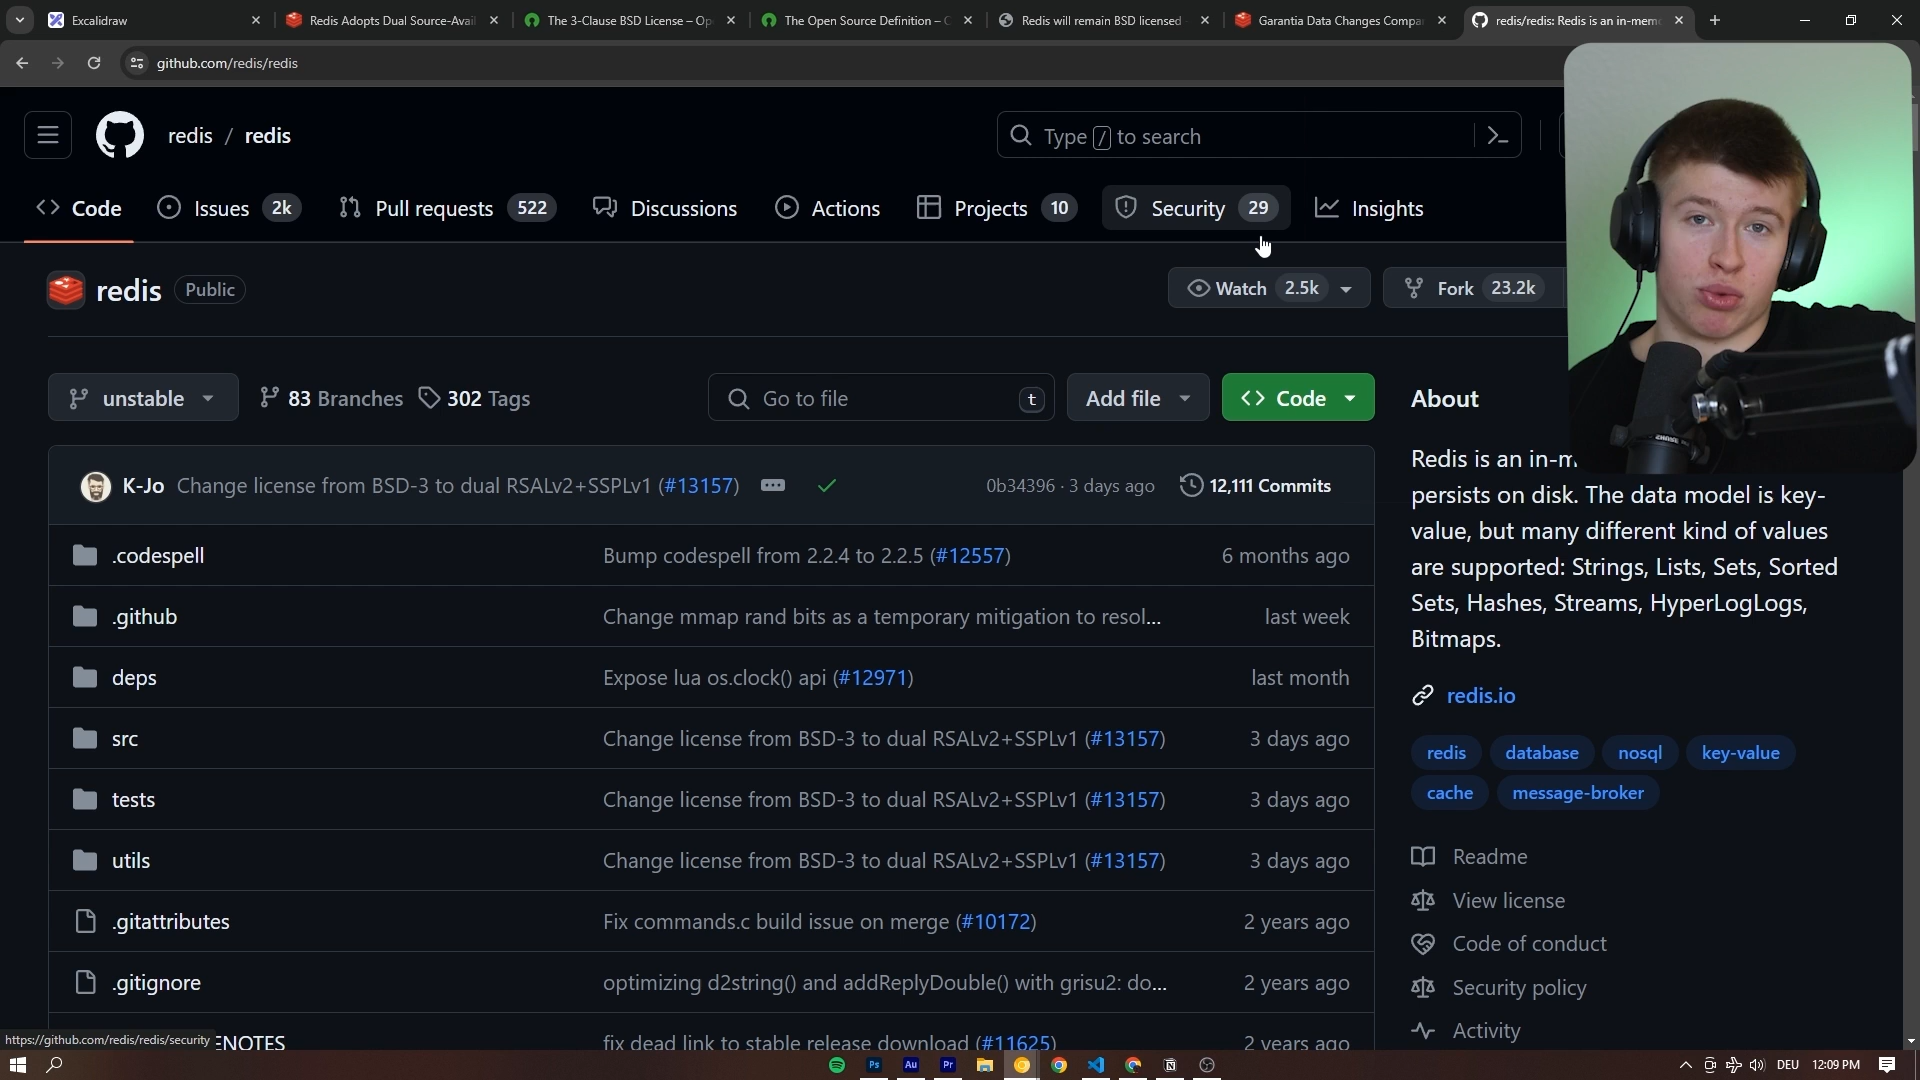 Excalidraw
Redis Adopts Dual Source-Avail
The 3-Clause BSD License – Op
The Open Source Definition –
Redis will remain BSD licensed
Garantia Data Changes Compa
redis/redis: Redis is an in-mem
github.com/redis/redis
redis / redis
Type / to search
Code
Issues 2k
Pull requests 522
Discussions
Actions
Projects 10
Security 29
Insights
redis Public
Watch 2.5k
Fork 23.2k
unstable
83 Branches
302 Tags
Go to file t
Add file
Code
K-Jo Change license from BSD-3 to dual RSALv2+SSPLv1 (#13157)
0b34396 · 3 days ago
12,111 Commits
.codespell Bump codespell from 2.2.4 to 2.2.5 (#12557) 6 months ago
.github Change mmap rand bits as a temporary mitigation to resol... last week
deps Expose lua os.clock() api (#12971) last month
src Change license from BSD-3 to dual RSALv2+SSPLv1 (#13157) 3 days ago
tests Change license from BSD-3 to dual RSALv2+SSPLv1 (#13157) 3 days ago
utils Change license from BSD-3 to dual RSALv2+SSPLv1 (#13157) 3 days ago
.gitattributes Fix commands.c build issue on merge (#10172) 2 years ago
.gitignore optimizing d2string() and addReplyDouble() with grisu2: do... 2 years ago
ENOTES fix dead link to stable release download (#11625) 2 years ago
About
Redis is an in-m
persists on disk. The data model is key-
value, but many different kind of values
are supported: Strings, Lists, Sets, Sorted
Sets, Hashes, Streams, HyperLogLogs,
Bitmaps.
redis.io
redis
database
nosql
key-value
cache
message-broker
Readme
View license
Code of conduct
Security policy
Activity
https://github.com/redis/redis/security
Ps
Au
Pr
DEU
12:09 PM